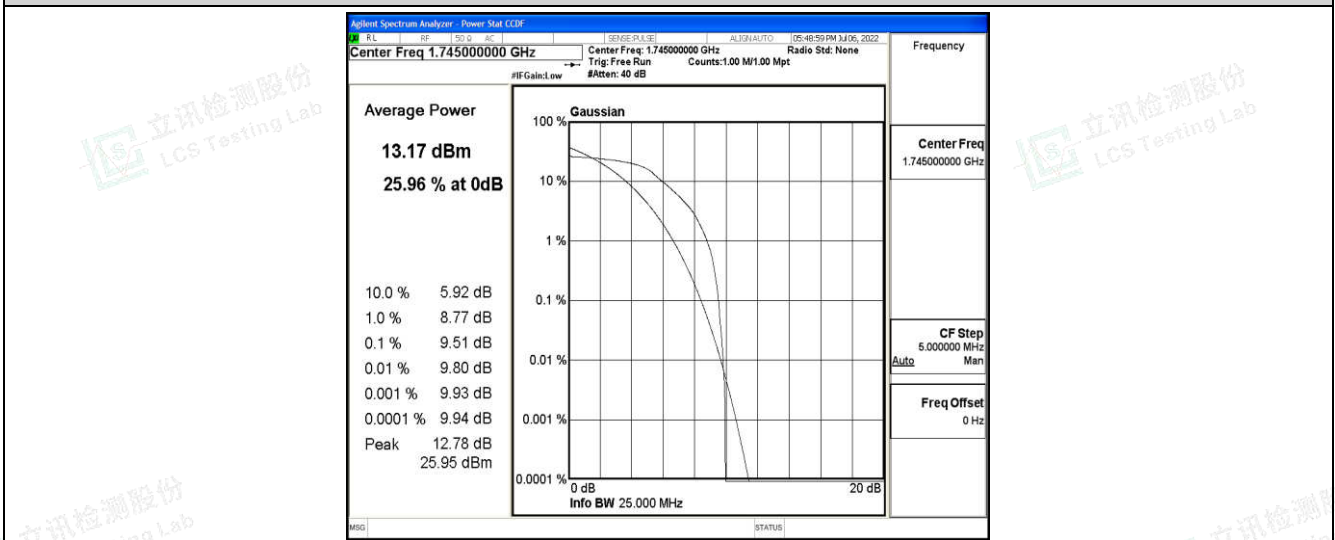 Agilent Spectrum Analyzer - Power Stat CCDF
RL RF 50 Ω AC SENSE:PULSE ALIGN AUTO 05:48:59 PM Jul 06, 2022
Center Freq 1.745000000 GHz
Center Freq: 1.745000000 GHz Radio Std: None
Trig: Free Run Counts:1.00 M/1.00 Mpt
#IFGain:Low #Atten: 40 dB
Frequency
Average Power
13.17 dBm
25.96 % at 0dB
10.0 % 5.92 dB
1.0 % 8.77 dB
0.1 % 9.51 dB
0.01 % 9.80 dB
0.001 % 9.93 dB
0.0001 % 9.94 dB
Peak 12.78 dB
25.95 dBm
Gaussian
100 %
10 %
1 %
0.1 %
0.01 %
0.001 %
0.0001 %
0 dB 20 dB
Info BW 25.000 MHz
Center Freq
1.745000000 GHz
CF Step
5.000000 MHz
Auto Man
Freq Offset
0 Hz
MSG STATUS
立讯检测股份
LCS Testing Lab
立讯检测股份
LCS Testing Lab
立讯检测股份